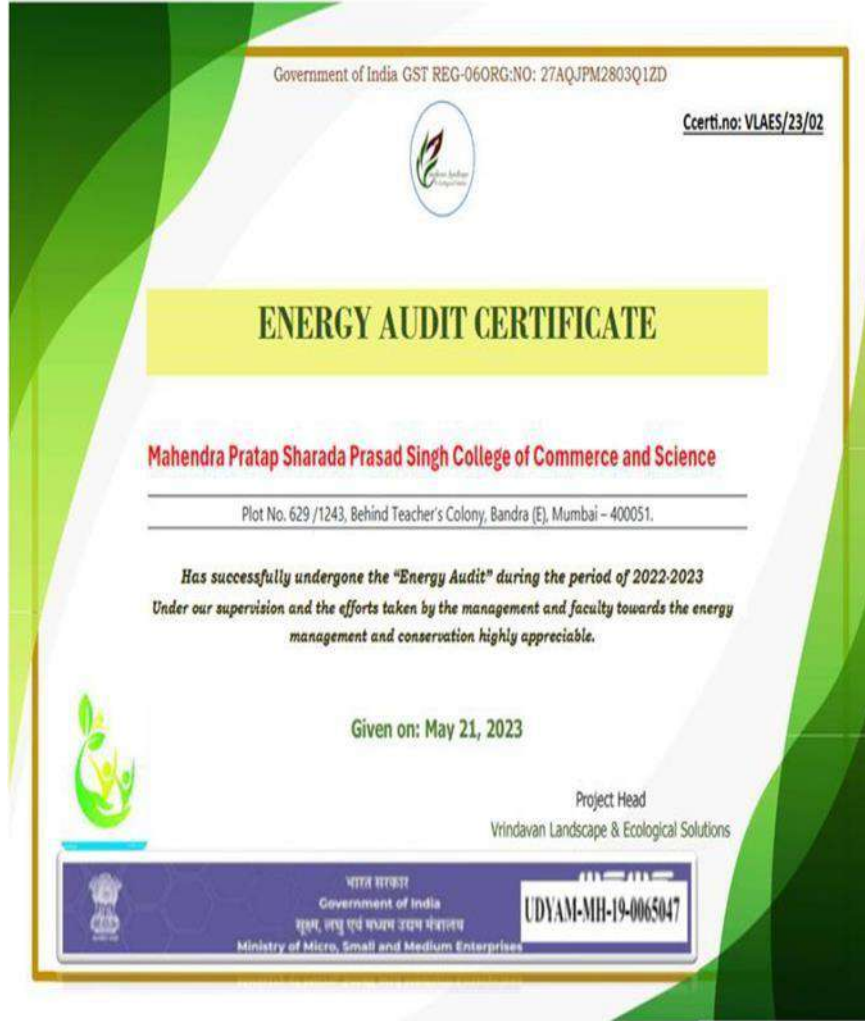 Government of India GST REG-06ORG:NO: 27AQJPM2803Q1ZD
Ccerti.no: VLAES/23/02
ENERGY AUDIT CERTIFICATE
Mahendra Pratap Sharada Prasad Singh College of Commerce and Science
Plot No. 629 /1243, Behind Teacher's Colony, Bandra (E), Mumbai – 400051.
Has successfully undergone the “Energy Audit” during the period of 2022-2023
Under our supervision and the efforts taken by the management and faculty towards the energy
management and conservation highly appreciable.
Given on: May 21, 2023
Project Head
Vrindavan Landscape & Ecological Solutions
भारत सरकार
Government of India
सूक्ष्म, लघु एवं मध्यम उद्यम मंत्रालय
Ministry of Micro, Small and Medium Enterprises
UDYAM-MH-19-0065047